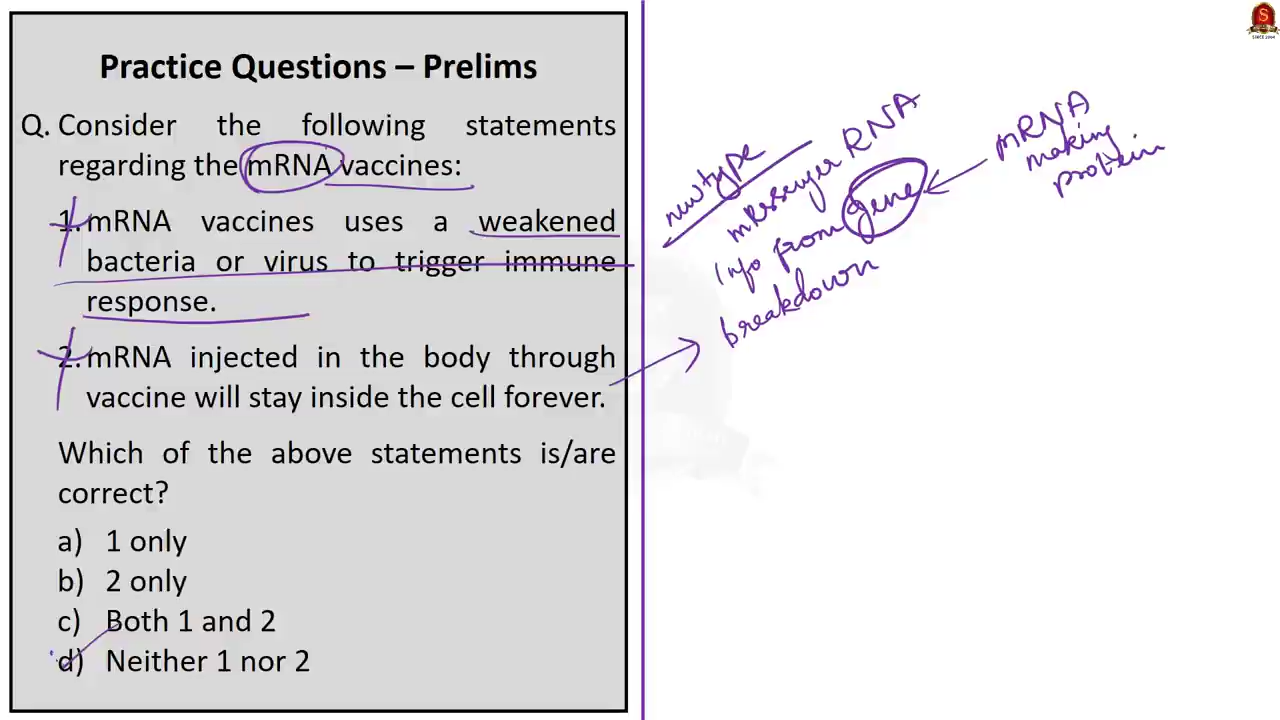 Practice Questions – Prelims
Q. Consider the following statements
regarding the mRNA vaccines:
1. mRNA vaccines uses a weakened
bacteria or virus to trigger immune
response.
2. mRNA injected in the body through
vaccine will stay inside the cell forever.
Which of the above statements is/are
correct?
a) 1 only
b) 2 only
c) Both 1 and 2
d) Neither 1 nor 2
new type
messenger RNA
Info from gene
breakdown
mRNA
making
protein
S